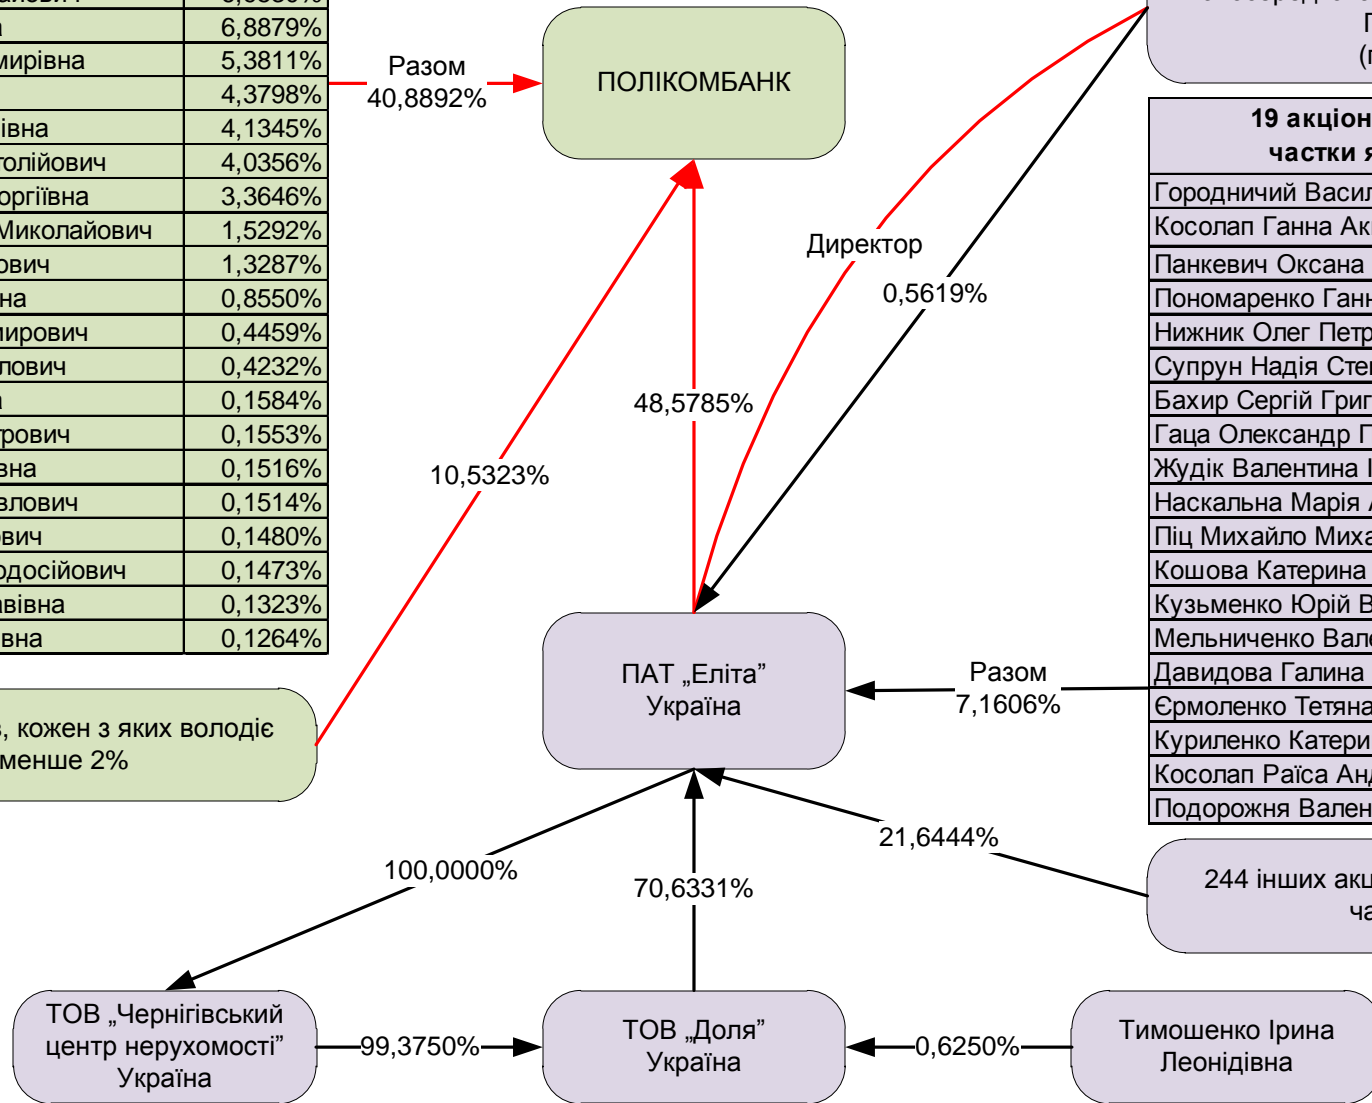 6,8879%
мирівна 5,3811%
4,3798%
івна 4,1345%
толійович 4,0356%
оргіївна 3,3646%
Миколайович 1,5292%
ович 1,3287%
на 0,8550%
мирович 0,4459%
лович 0,4232%
а 0,1584%
трович 0,1553%
вна 0,1516%
влович 0,1514%
вич 0,1480%
одосійович 0,1473%
авівна 0,1323%
вна 0,1264%
Разом
40,8892%
ПОЛІКОМБАНК
, кожен з яких володіє
менше 2%
10,5323%
48,5785%
Директор
0,5619%
19 акціон
частки я
Городничий Васил
Косолап Ганна Ак
Панкевич Оксана
Пономаренко Ганн
Нижник Олег Петр
Супрун Надія Сте
Бахир Сергій Григ
Гаца Олександр Г
Жудік Валентина І
Наскальна Марія А
Піц Михайло Миха
Кошова Катерина
Кузьменко Юрій В
Мельниченко Вале
Давидова Галина
Єрмоленко Тетяна
Куриленко Катери
Косолап Раїса Анд
Подорожня Вален
ПАТ „Еліта”
Україна
Разом
7,1606%
100,0000%
70,6331%
21,6444%
244 інших акц
ча
ТОВ „Чернігівський
центр нерухомості”
Україна
99,3750%
ТОВ „Доля”
Україна
0,6250%
Тимошенко Ірина
Леонідівна